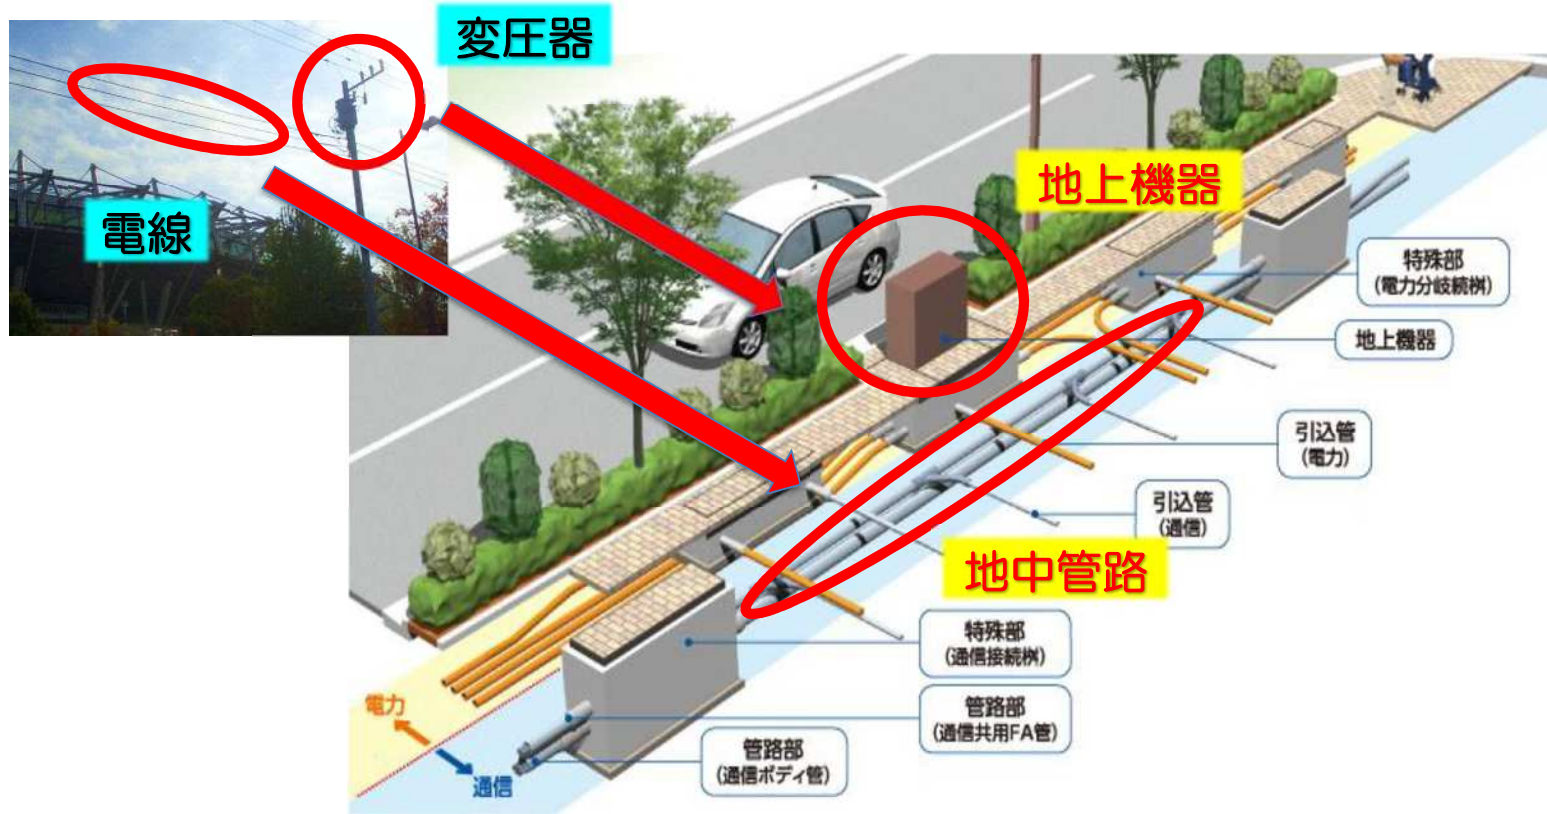 変圧器
電線
地上機器
特殊部
(電力分岐続桝)
地上機器
引込管
(電力)
引込管
(通信)
地中管路
特殊部
(通信接続桝)
管路部
(通信共用FA管)
管路部
(通信ボディ管)
電力
通信